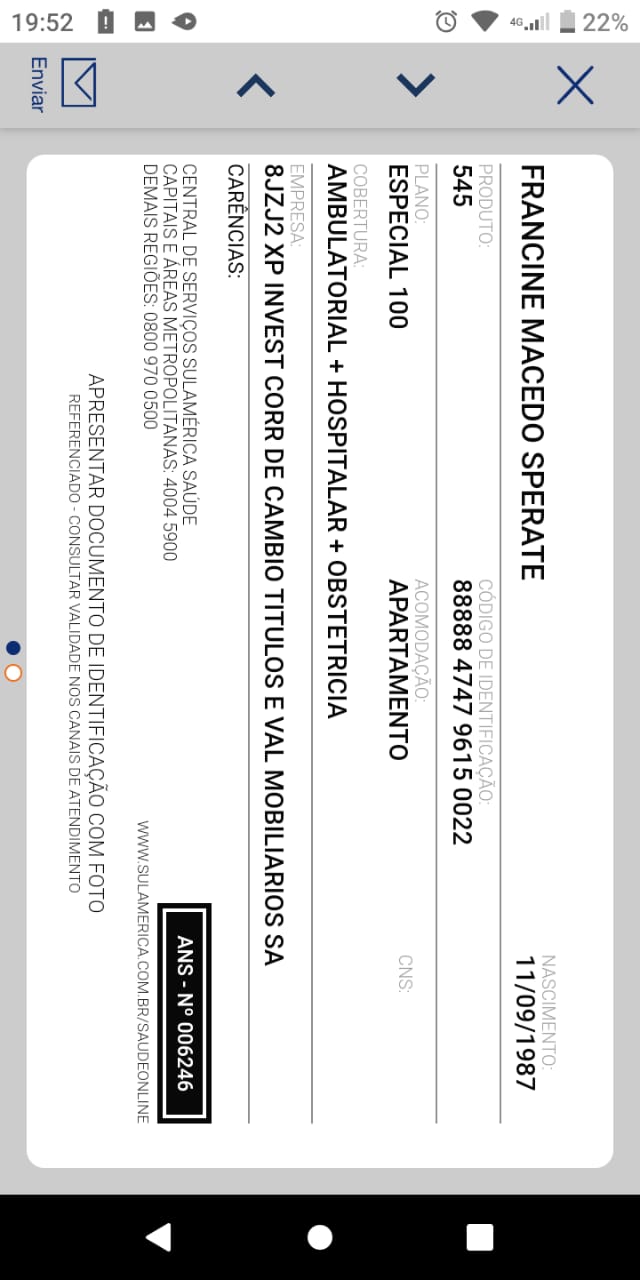 19:52
4G
22%
Enviar
FRANCINE MACEDO SPERATE
NASCIMENTO:
11/09/1987
PRODUTO:
545
CÓDIGO DE IDENTIFICAÇÃO:
88888 4747 9615 0022
PLANO:
ESPECIAL 100
ACOMODAÇÃO:
APARTAMENTO
CNS:
COBERTURA:
AMBULATORIAL + HOSPITALAR + OBSTETRICIA
EMPRESA:
8JZJ2 XP INVEST CORR DE CAMBIO TITULOS E VAL MOBILIARIOS SA
CARÊNCIAS:
CENTRAL DE SERVIÇOS SULAMÉRICA SAÚDE
CAPITAIS E ÁREAS METROPOLITANAS: 4004 5900
DEMAIS REGIÕES: 0800 970 0500
ANS - Nº 006246
WWW.SULAMERICA.COM.BR/SAUDEONLINE
APRESENTAR DOCUMENTO DE IDENTIFICAÇÃO COM FOTO
REFERENCIADO - CONSULTAR VALIDADE NOS CANAIS DE ATENDIMENTO